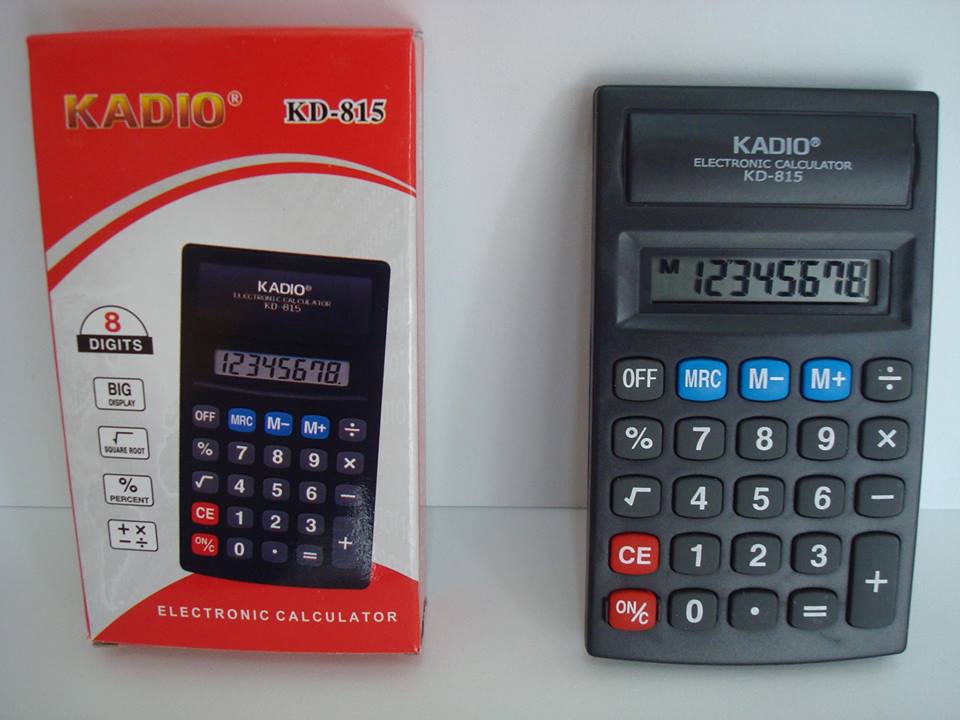 KADIO® KD-815
KADIO®
ELECTRONIC CALCULATOR
KD-815
12345678.
OFF MRC M− M+ ÷
% 7 8 9 ×
√ 4 5 6 −
CE 1 2 3
ON/C 0 . = +
8
DIGITS
BIG
DISPLAY
√
SQUARE ROOT
%
PERCENT
+ ×
− ÷
ELECTRONIC CALCULATOR
KADIO®
ELECTRONIC CALCULATOR
KD-815
M 12345678.
OFF MRC M− M+ ÷
% 7 8 9 ×
√ 4 5 6 −
CE 1 2 3
ON/C 0 . = +